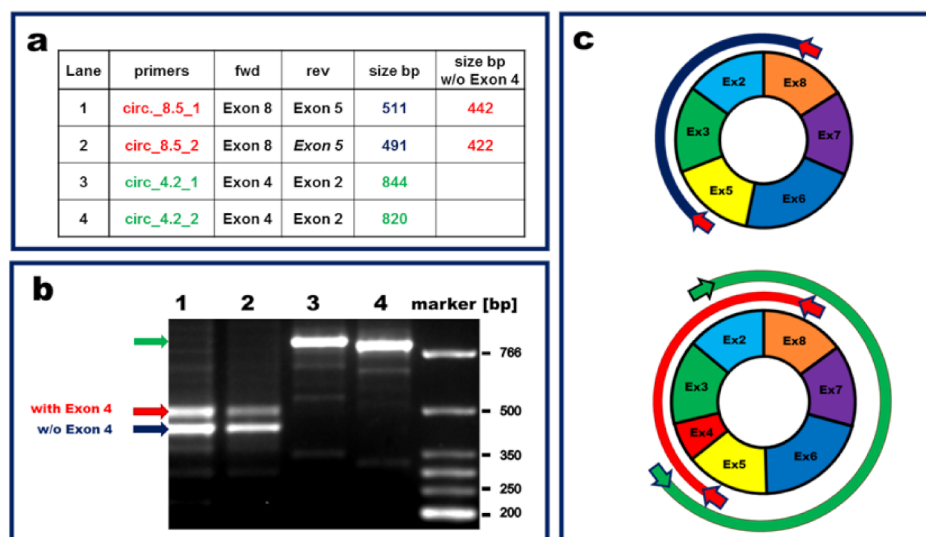 a
Lane primers fwd rev size bp size bp w/o Exon 4
1 circ._8.5_1 Exon 8 Exon 5 511 442
2 circ_8.5_2 Exon 8 Exon 5 491 422
3 circ_4.2_1 Exon 4 Exon 2 844
4 circ_4.2_2 Exon 4 Exon 2 820
b
1 2 3 4 marker [bp]
766
with Exon 4 500
w/o Exon 4
350
250
200
c
Ex2 Ex8
Ex3 Ex7
Ex5 Ex6
Ex2 Ex8
Ex3 Ex7
Ex4
Ex5 Ex6